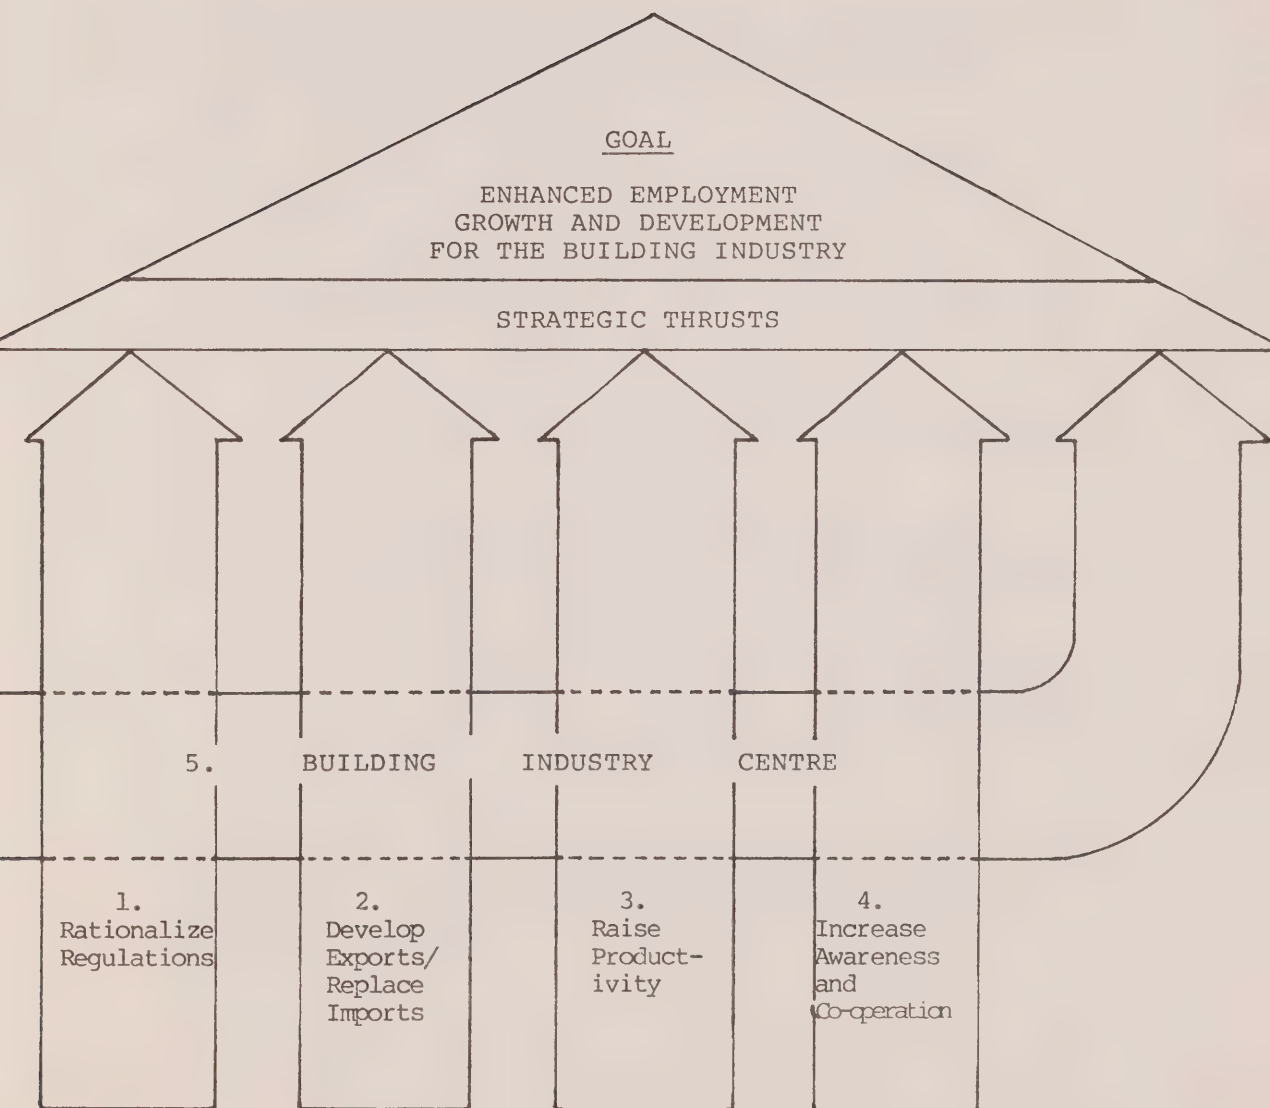 GOAL
ENHANCED EMPLOYMENT
GROWTH AND DEVELOPMENT
FOR THE BUILDING INDUSTRY
STRATEGIC THRUSTS
5. BUILDING INDUSTRY CENTRE
1.
Rationalize
Regulations
2.
Develop
Exports/
Replace
Imports
3.
Raise
Product-
ivity
4.
Increase
Awareness
and
Co-operation